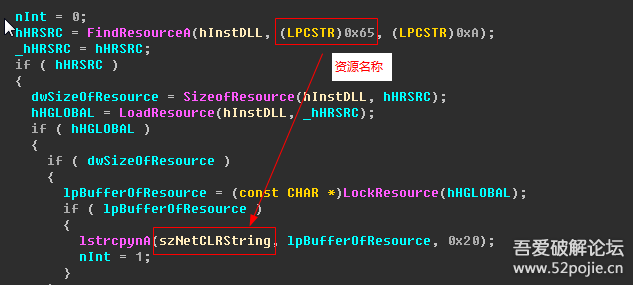 nInt = 0;
hHRSRC = FindResourceA(hInstDLL, (LPCSTR)0x65, (LPCSTR)0xA);
_hHRSRC = hHRSRC;
if ( hHRSRC )
{
dwSizeOfResource = SizeofResource(hInstDLL, hHRSRC);
hHGLOBAL = LoadResource(hInstDLL, _hHRSRC);
if ( hHGLOBAL )
{
if ( dwSizeOfResource )
{
lpBufferOfResource = (const CHAR *)LockResource(hHGLOBAL);
if ( lpBufferOfResource )
{
lstrcpynA(szNetCLRString, lpBufferOfResource, 0x20);
nInt = 1;
}
资源名称
吾爱破解论坛
www.52pojie.cn